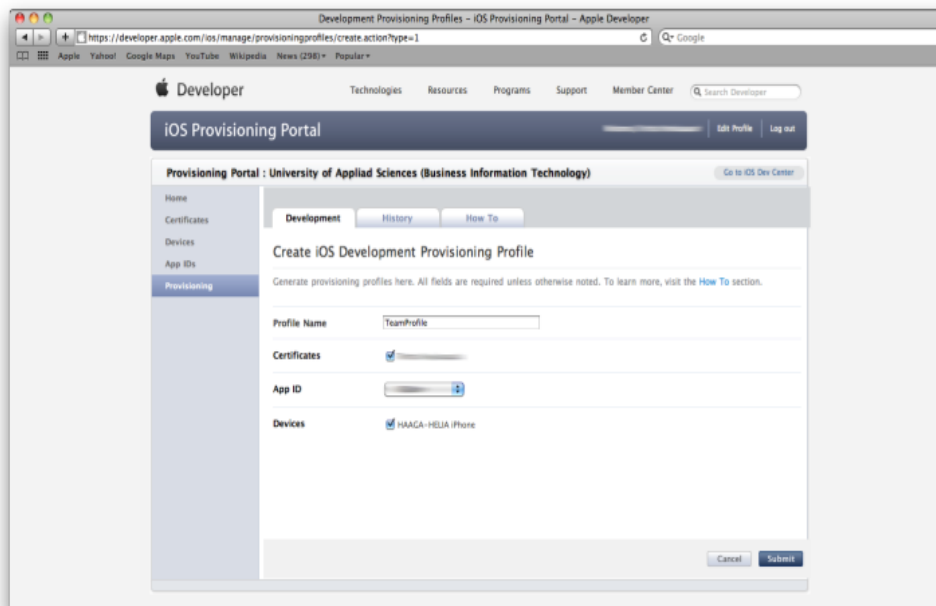 Development Provisioning Profiles – iOS Provisioning Portal – Apple Developer
https://developer.apple.com/ios/manage/provisioningprofiles/create.action?type=1
Google
Apple Yahoo! Google Maps YouTube Wikipedia News (298) Popular
Developer
Technologies Resources Programs Support Member Center
Search Developer
iOS Provisioning Portal
Edit Profile Log out
Provisioning Portal : University of Appliad Sciences (Business Information Technology)
Go to iOS Dev Center
Home
Certificates
Devices
App IDs
Provisioning
Development History How To
Create iOS Development Provisioning Profile
Generate provisioning profiles here. All fields are required unless otherwise noted. To learn more, visit the How To section.
Profile Name TeamProfile
Certificates
App ID
Devices HAAGA-HELIA iPhone
Cancel Submit